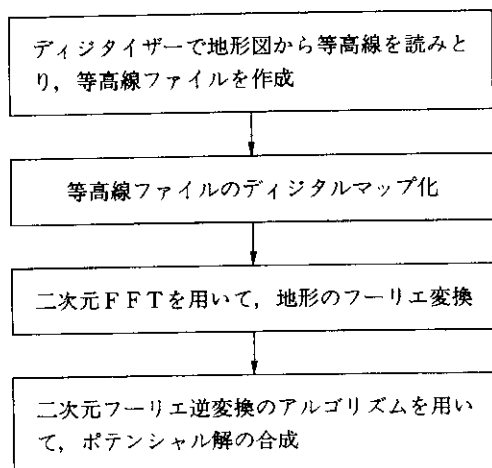 ディジタイザーで地形図から等高線を読みと
り，等高線ファイルを作成
等高線ファイルのディジタルマップ化
二次元ＦＦＴを用いて，地形のフーリエ変換
二次元フーリエ逆変換のアルゴリズムを用い
て，ポテンシャル解の合成